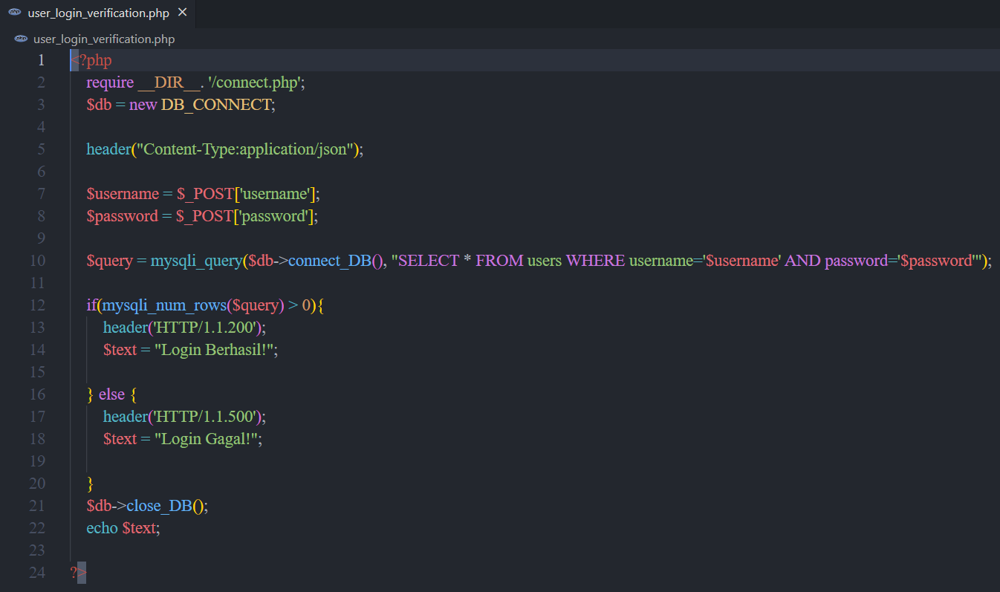 user_login_verification.php ×
user_login_verification.php
1 <?php
2 require __DIR__. '/connect.php';
3 $db = new DB_CONNECT;
4
5 header("Content-Type:application/json");
6
7 $username = $_POST['username'];
8 $password = $_POST['password'];
9
10 $query = mysqli_query($db->connect_DB(), "SELECT * FROM users WHERE username='$username' AND password='$password'");
11
12 if(mysqli_num_rows($query) > 0){
13 header('HTTP/1.1.200');
14 $text = "Login Berhasil!";
15
16 } else {
17 header('HTTP/1.1.500');
18 $text = "Login Gagal!";
19
20 }
21 $db->close_DB();
22 echo $text;
23
24 ?>